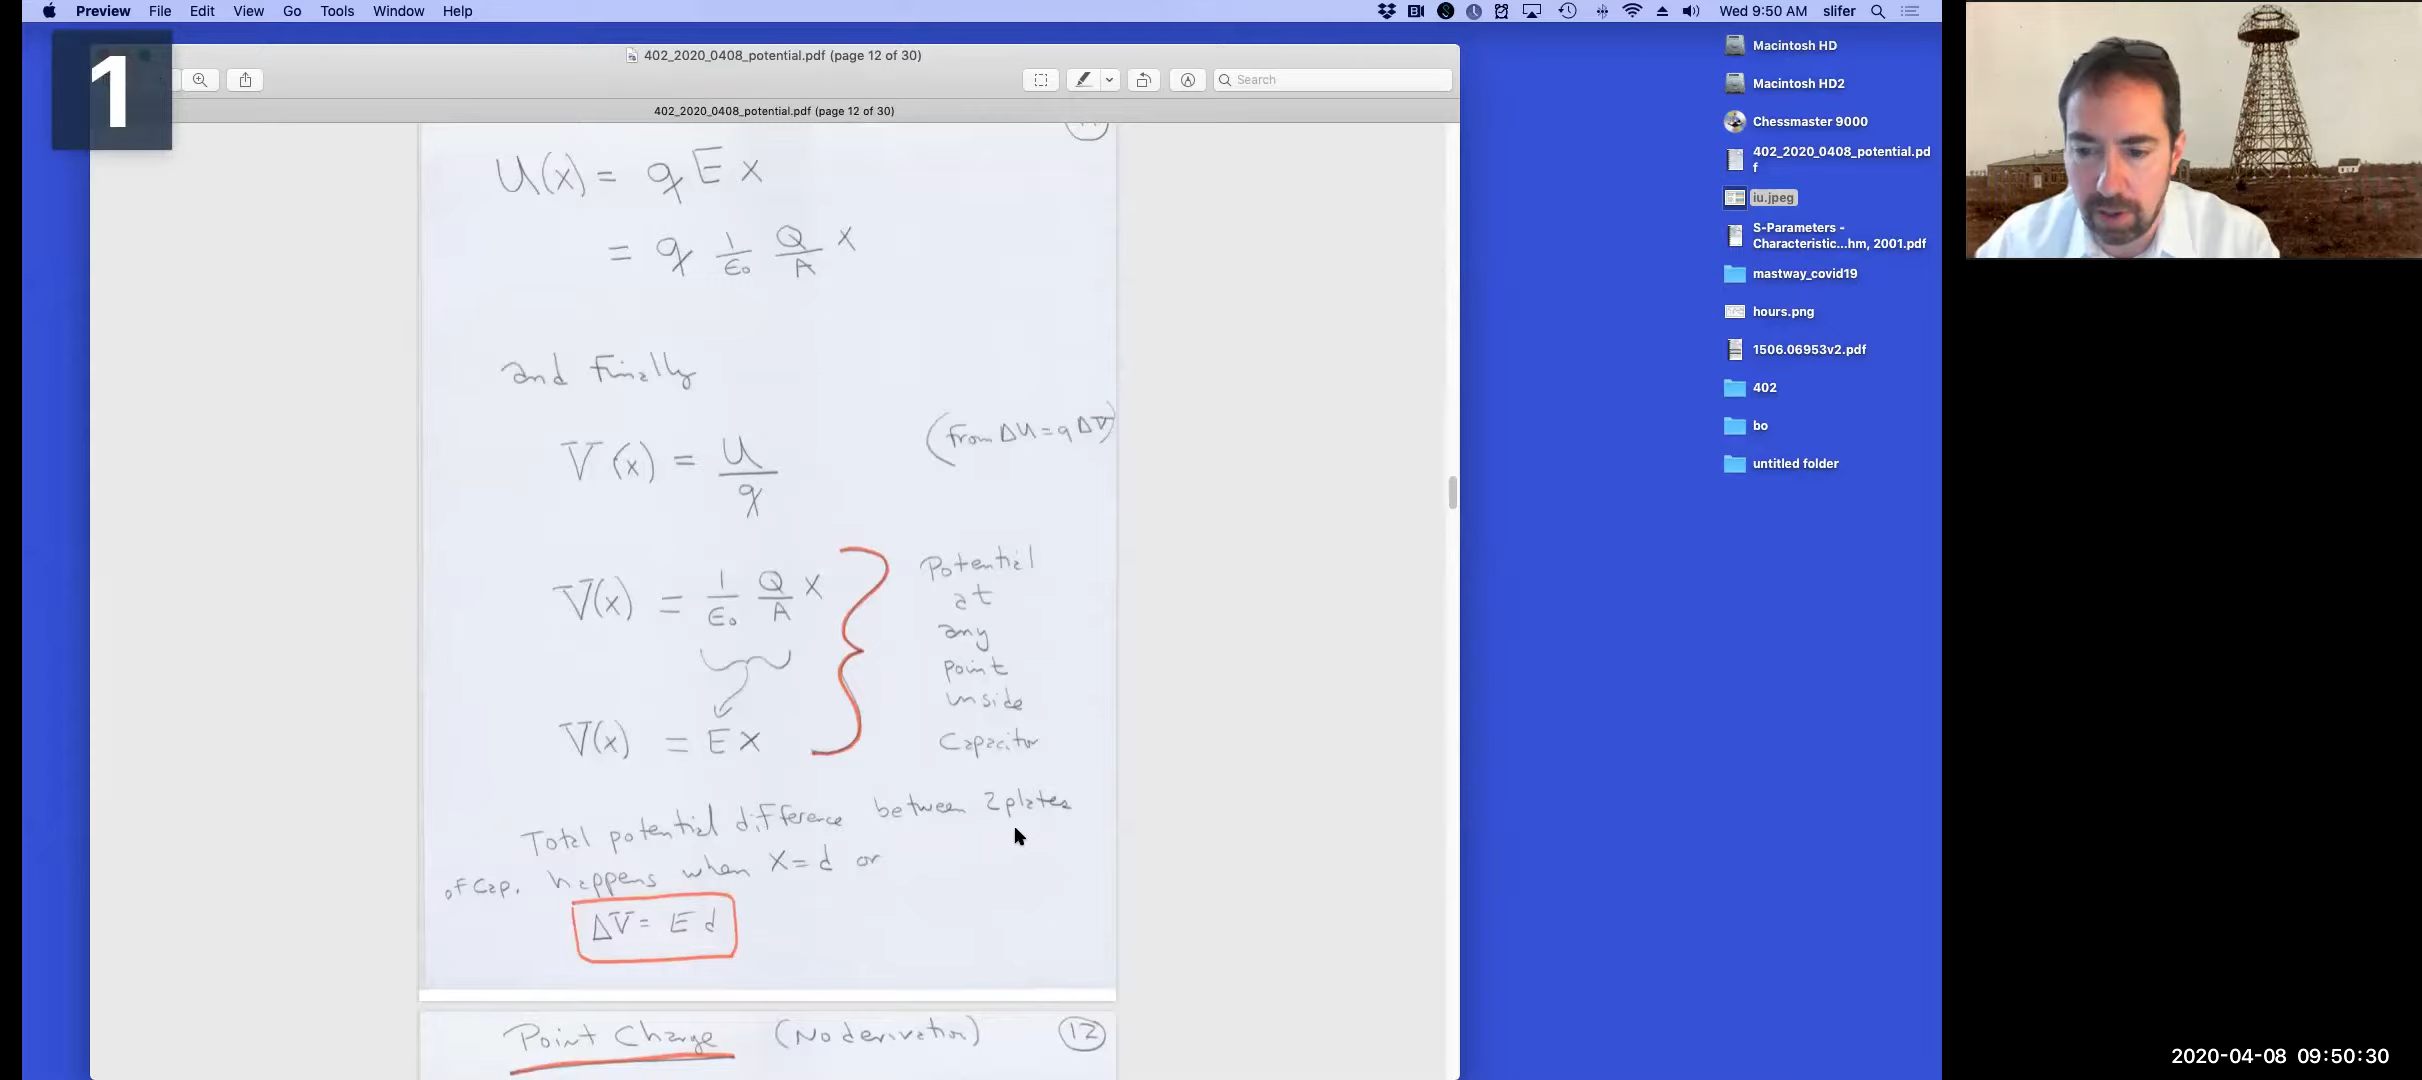 Preview File Edit View Go Tools Window Help
Wed 9:50 AM slifer
1
402_2020_0408_potential.pdf (page 12 of 30)
Search
402_2020_0408_potential.pdf (page 12 of 30)
U(x) = q E x
= q 1/ε₀ Q/A x
and Finally
V(x) = U/q
(from ΔU = q ΔV)
V(x) = 1/ε₀ Q/A x
V(x) = E x
Potential
at
any
point
inside
Capacitor
Total potential difference between 2 plates
of Cap. happens when x = d or
ΔV = E d
Point Charge (No derivation) 12
Macintosh HD
Macintosh HD2
Chessmaster 9000
402_2020_0408_potential.pd
f
iu.jpeg
S-Parameters -
Characteristic...hm, 2001.pdf
mastway_covid19
hours.png
1506.06953v2.pdf
402
bo
untitled folder
2020-04-08 09:50:30